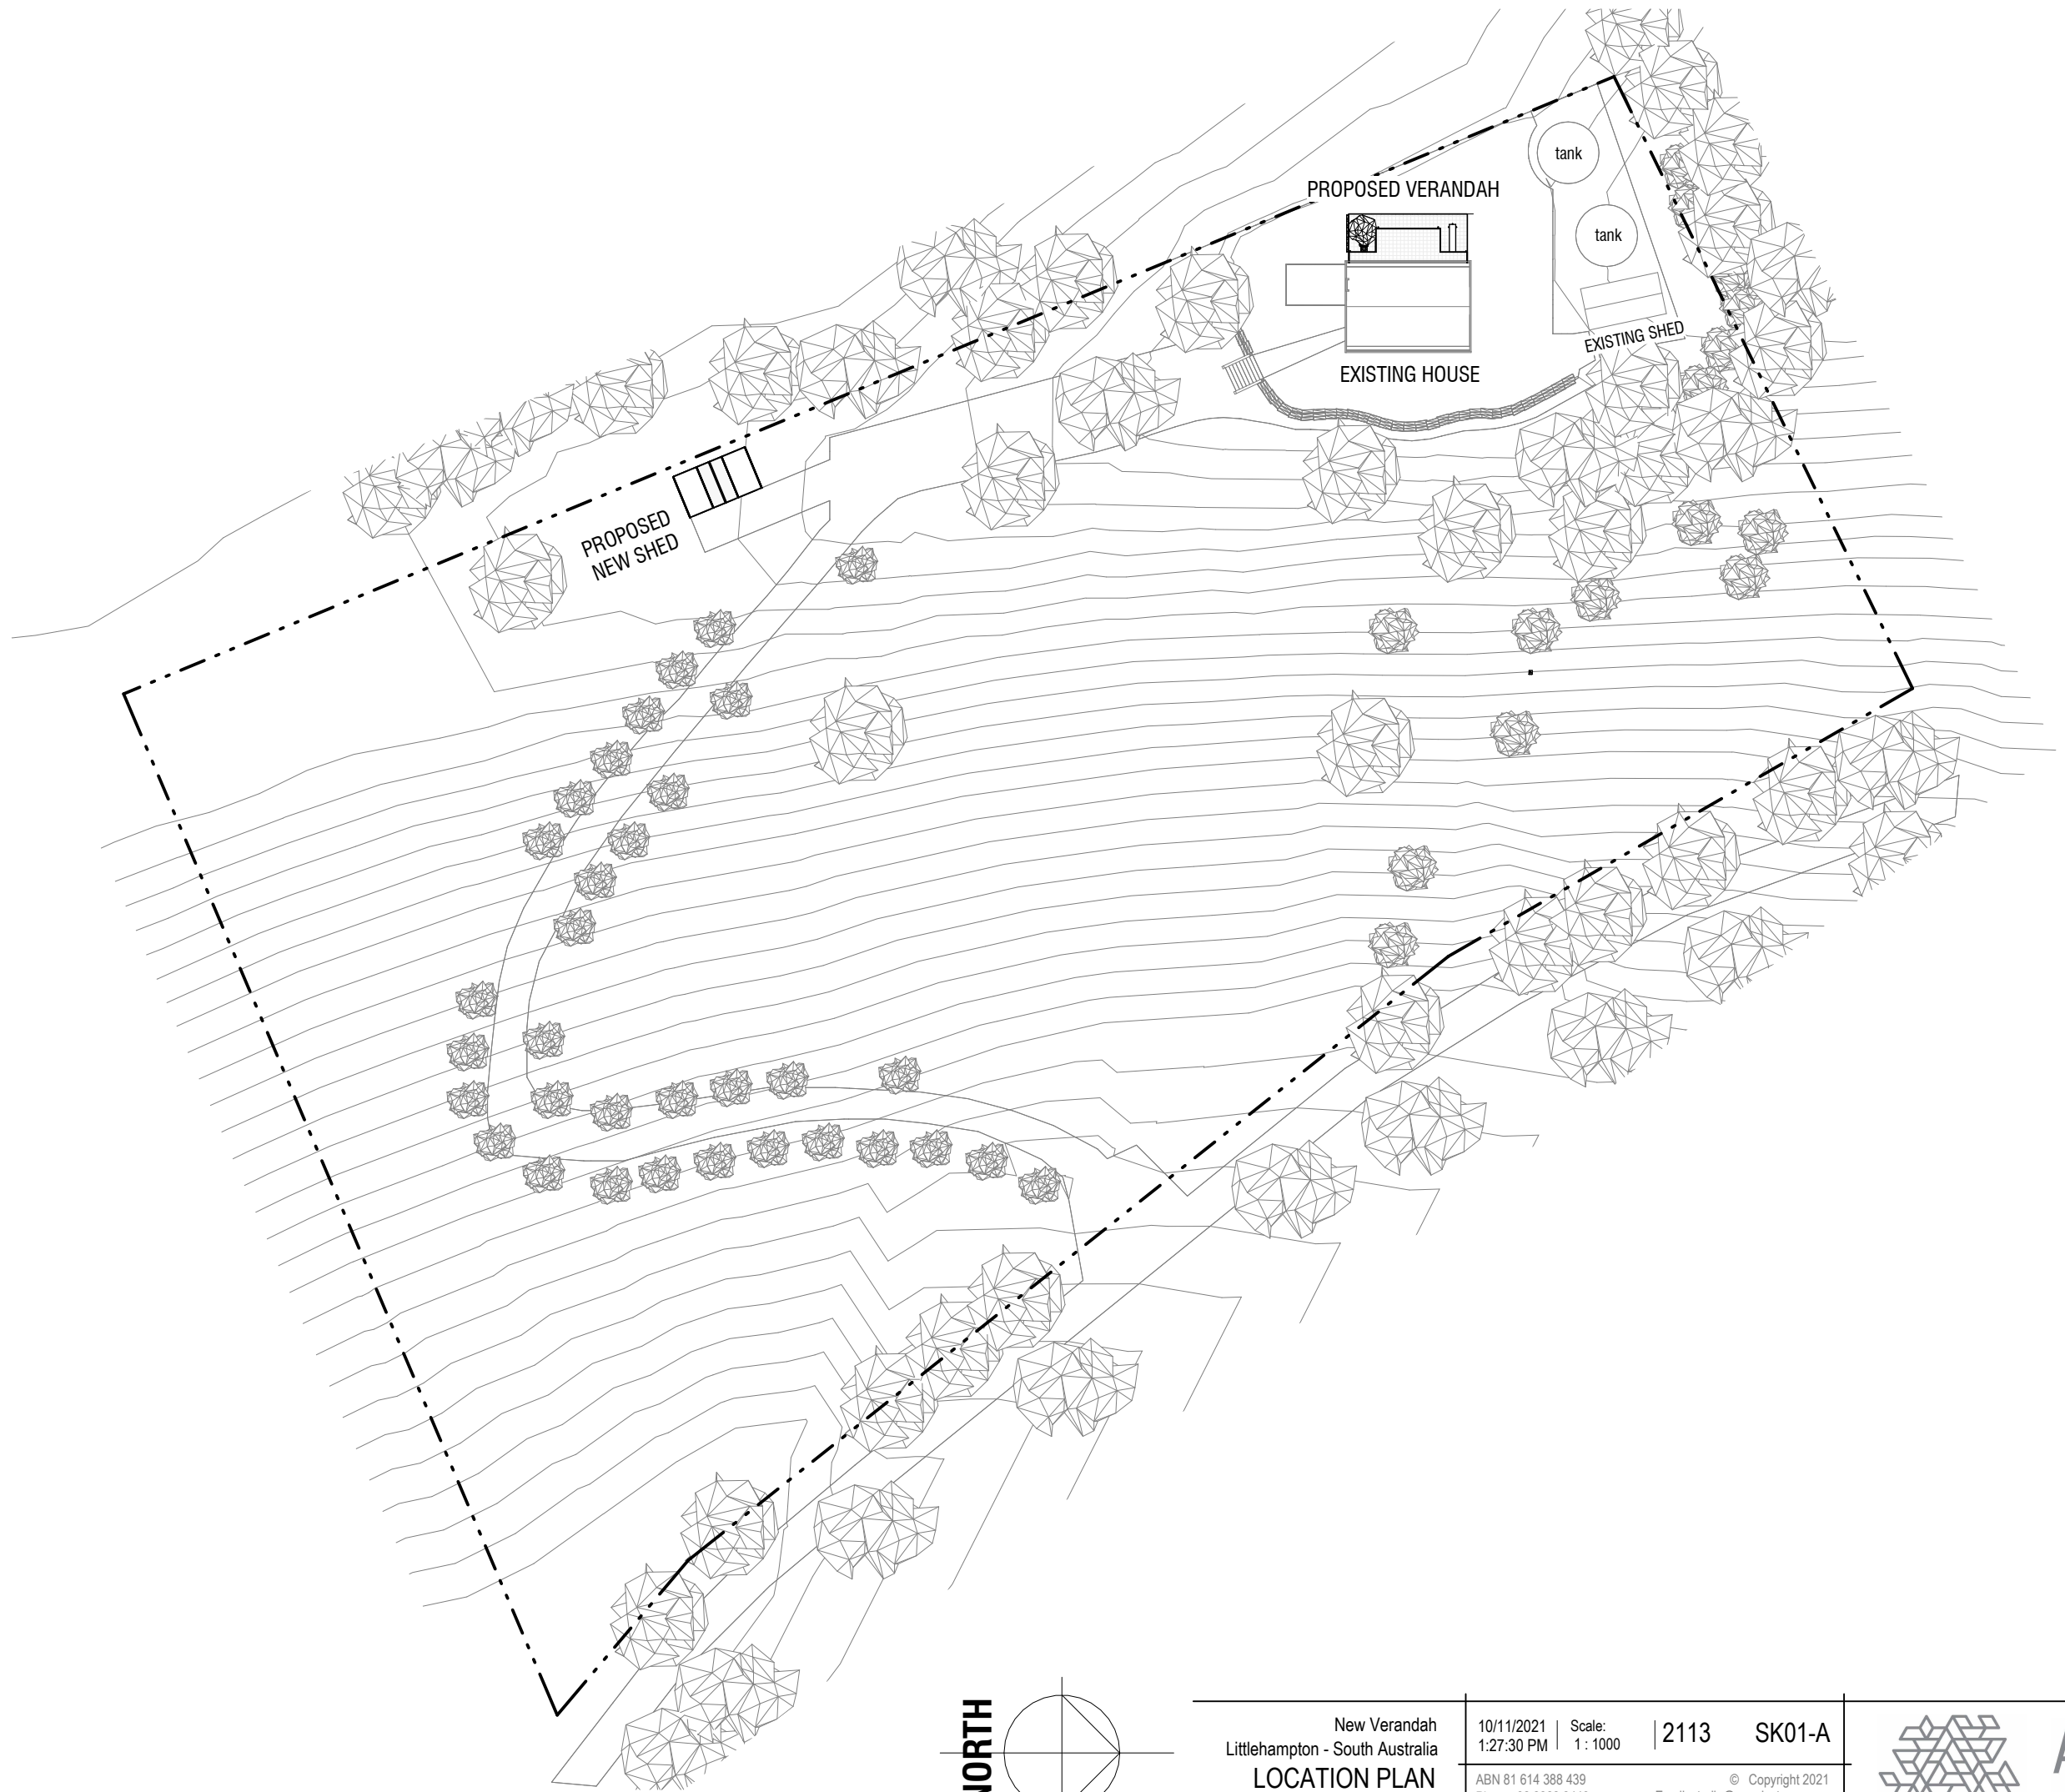 tank
PROPOSED VERANDAH
tank
EXISTING SHED
EXISTING HOUSE
PROPOSED
NEW SHED
NORTH
New Verandah
Littlehampton - South Australia
LOCATION PLAN
10/11/2021
1:27:30 PM
Scale:
1 : 1000
2113
SK01-A
ABN 81 614 388 439
© Copyright 2021